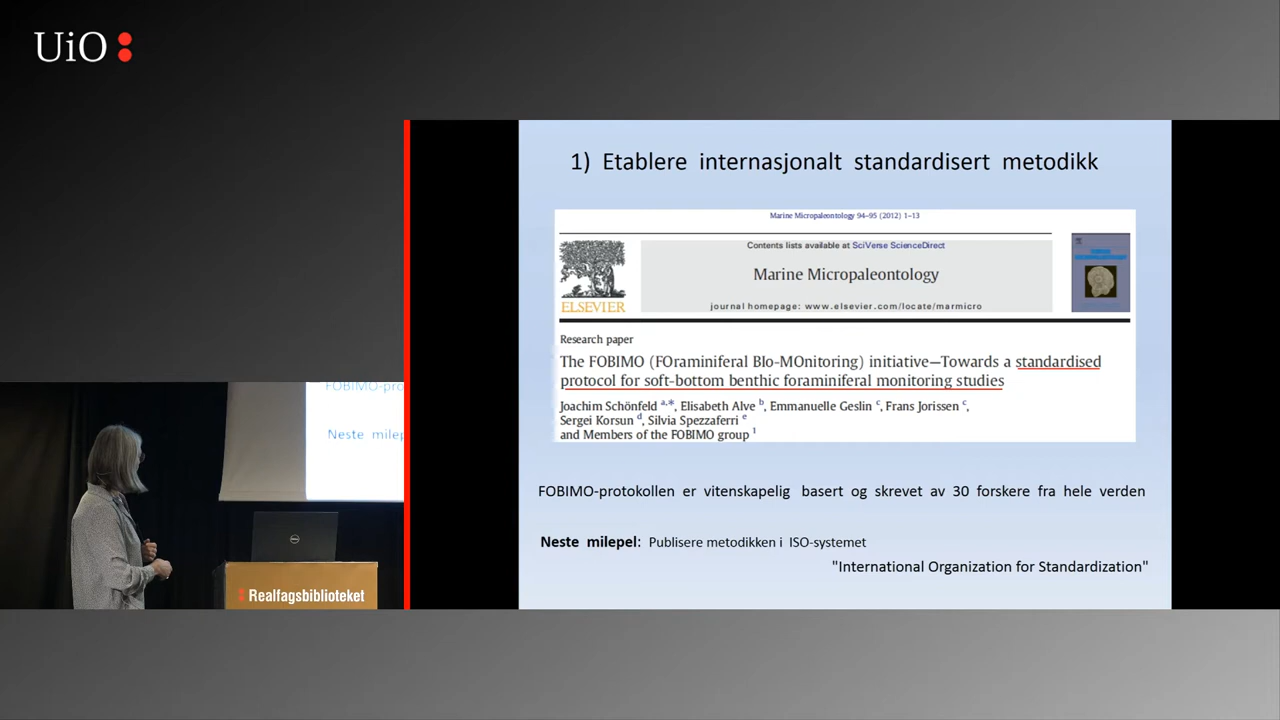 UiO:
1) Etablere internasjonalt standardisert metodikk
Marine Micropaleontology 94–95 (2012) 1–13
Contents lists available at SciVerse ScienceDirect
Marine Micropaleontology
journal homepage: www.elsevier.com/locate/marmicro
ELSEVIER
Research paper
The FOBIMO (FOraminiferal BIo-MOnitoring) initiative—Towards a standardised
protocol for soft-bottom benthic foraminiferal monitoring studies
Joachim Schönfeld a,*, Elisabeth Alve b, Emmanuelle Geslin c, Frans Jorissen c,
Sergei Korsun d, Silvia Spezzaferri e
and Members of the FOBIMO group 1
FOBIMO-protokollen er vitenskapelig basert og skrevet av 30 forskere fra hele verden
Neste milepel: Publisere metodikken i ISO-systemet
"International Organization for Standardization"
FOBIMO-pro
Neste milep
DELL
Realfagsbiblioteket